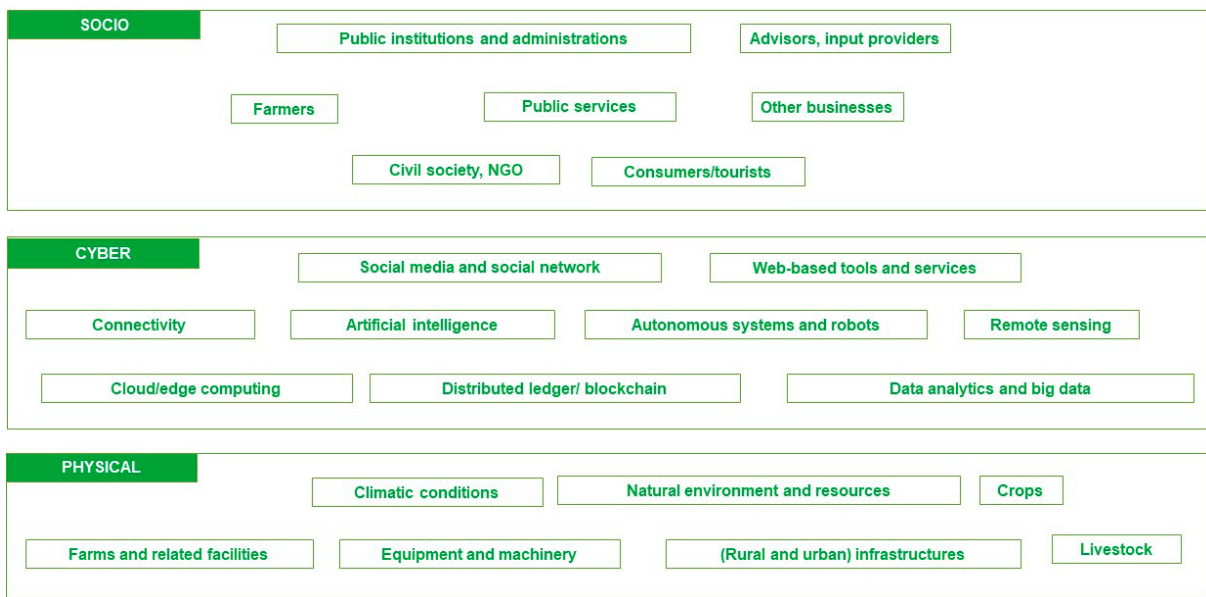 SOCIO
Public institutions and administrations
Advisors, input providers
Farmers
Public services
Other businesses
Civil society, NGO
Consumers/tourists
CYBER
Social media and social network
Web-based tools and services
Connectivity
Artificial intelligence
Autonomous systems and robots
Remote sensing
Cloud/edge computing
Distributed ledger/ blockchain
Data analytics and big data
PHYSICAL
Climatic conditions
Natural environment and resources
Crops
Farms and related facilities
Equipment and machinery
(Rural and urban) infrastructures
Livestock